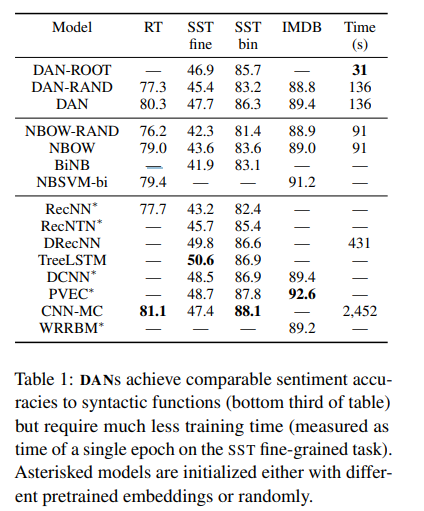 Model RT SST SST IMDB Time
fine bin (s)
DAN-ROOT — 46.9 85.7 — 31
DAN-RAND 77.3 45.4 83.2 88.8 136
DAN 80.3 47.7 86.3 89.4 136
NBOW-RAND 76.2 42.3 81.4 88.9 91
NBOW 79.0 43.6 83.6 89.0 91
BiNB — 41.9 83.1 — —
NBSVM-bi 79.4 — — 91.2 —
RecNN* 77.7 43.2 82.4 — —
RecNTN* — 45.7 85.4 — —
DRecNN — 49.8 86.6 — 431
TreeLSTM — 50.6 86.9 — —
DCNN* — 48.5 86.9 89.4 —
PVEC* — 48.7 87.8 92.6 —
CNN-MC 81.1 47.4 88.1 — 2,452
WRRBM* — — — 89.2 —
Table 1: DANs achieve comparable sentiment accu-
racies to syntactic functions (bottom third of table)
but require much less training time (measured as
time of a single epoch on the SST fine-grained task).
Asterisked models are initialized either with differ-
ent pretrained embeddings or randomly.